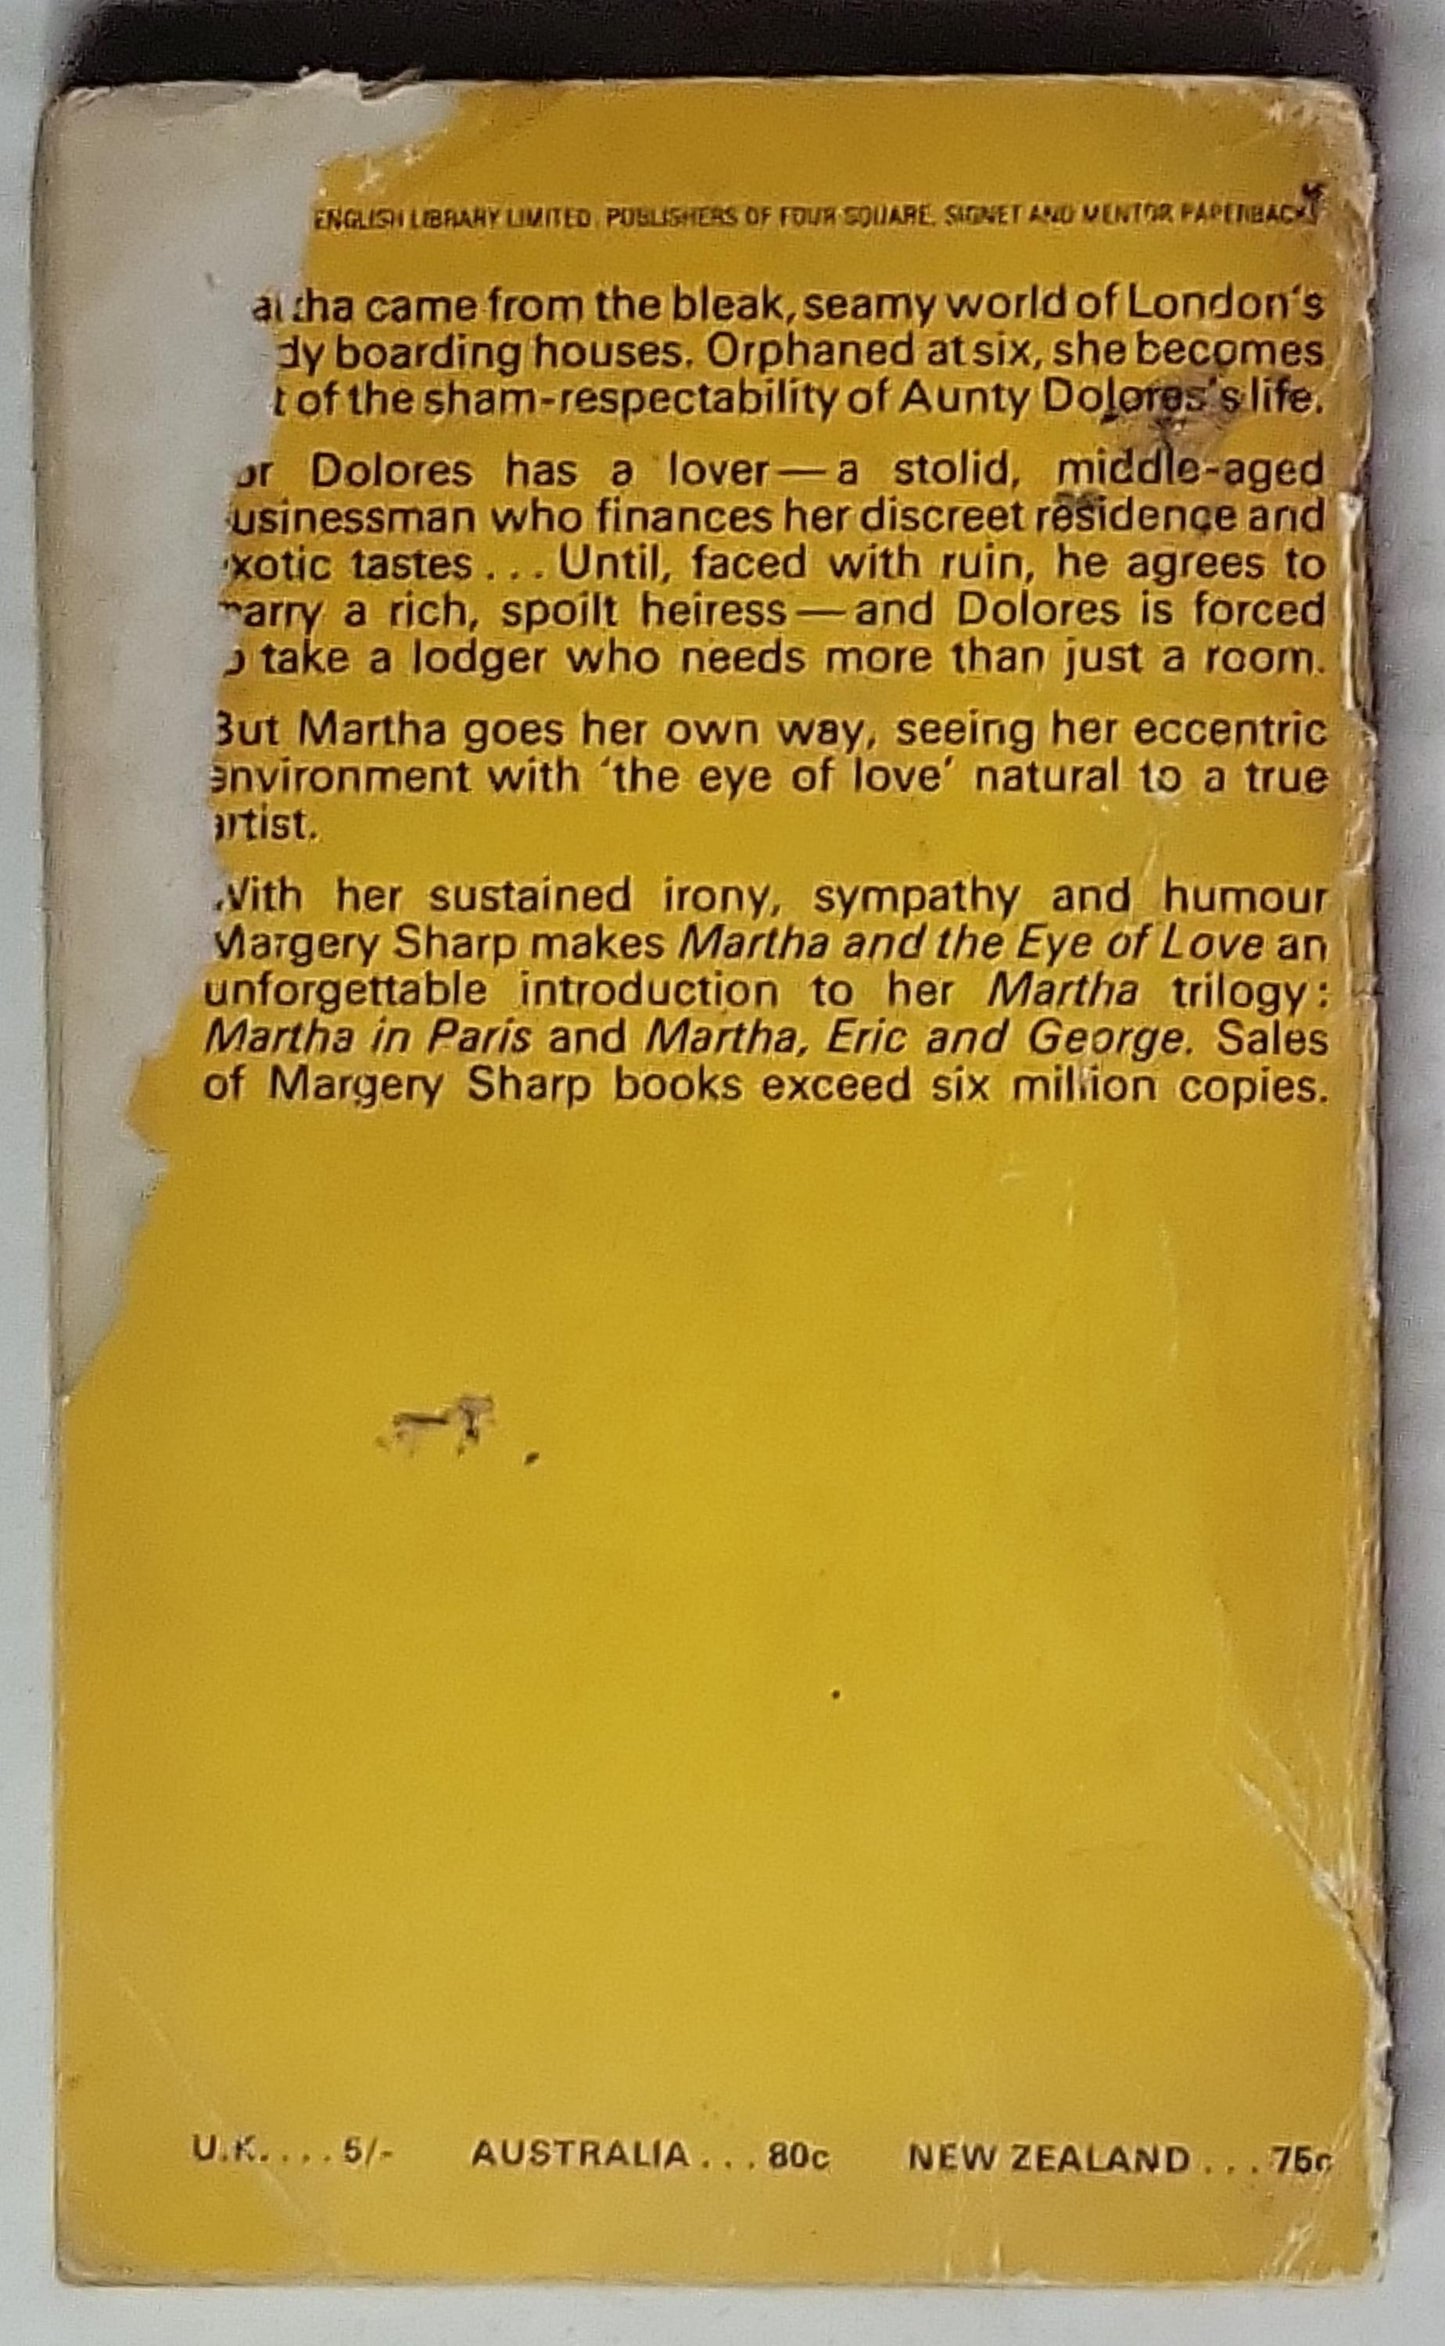 ENGLISH LIBRARY LIMITED. PUBLISHERS OF FOUR SQUARE, SIGNET AND MENTOR PAPERBACKS
came from the bleak, seamy world of London's
boarding houses. Orphaned at six, she becomes
of the sham-respectability of Aunty Dolores's life.
Dolores has a lover—a stolid, middle-aged
businessman who finances her discreet residence and
exotic tastes... Until, faced with ruin, he agrees to
marry a rich, spoilt heiress—and Dolores is forced
take a lodger who needs more than just a room.
But Martha goes her own way, seeing her eccentric
environment with 'the eye of love' natural to a true
artist.
With her sustained irony, sympathy and humour
Margery Sharp makes Martha and the Eye of Love an
unforgettable introduction to her Martha trilogy:
Martha in Paris and Martha, Eric and George. Sales
of Margery Sharp books exceed six million copies.
U.K.... 5/- AUSTRALIA... 80c NEW ZEALAND... 75c